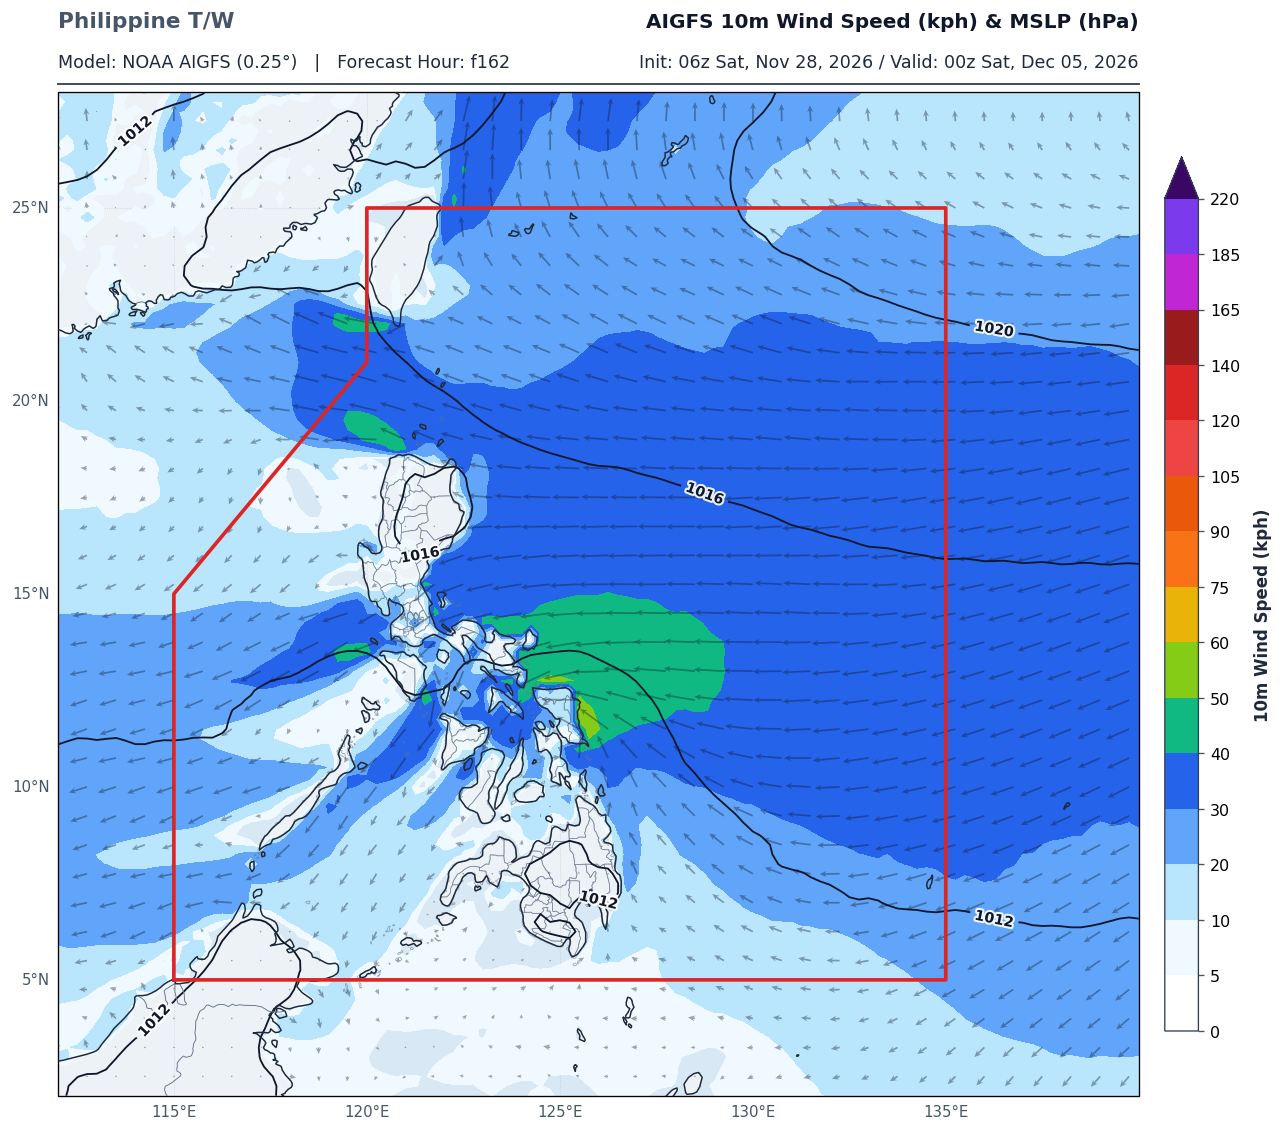 Philippine T/W
AIGFS 10m Wind Speed (kph) & MSLP (hPa)
Model: NOAA AIGFS (0.25°)   |   Forecast Hour: f162
Init: 06z Sat, Nov 28, 2026 / Valid: 00z Sat, Dec 05, 2026
1012
25°N
1020
20°N
1016
1016
15°N
10°N
1012
1012
5°N
1012
115°E
120°E
125°E
130°E
135°E
220
185
165
140
120
105
90
75
60
50
40
30
20
10
5
0
10m Wind Speed (kph)